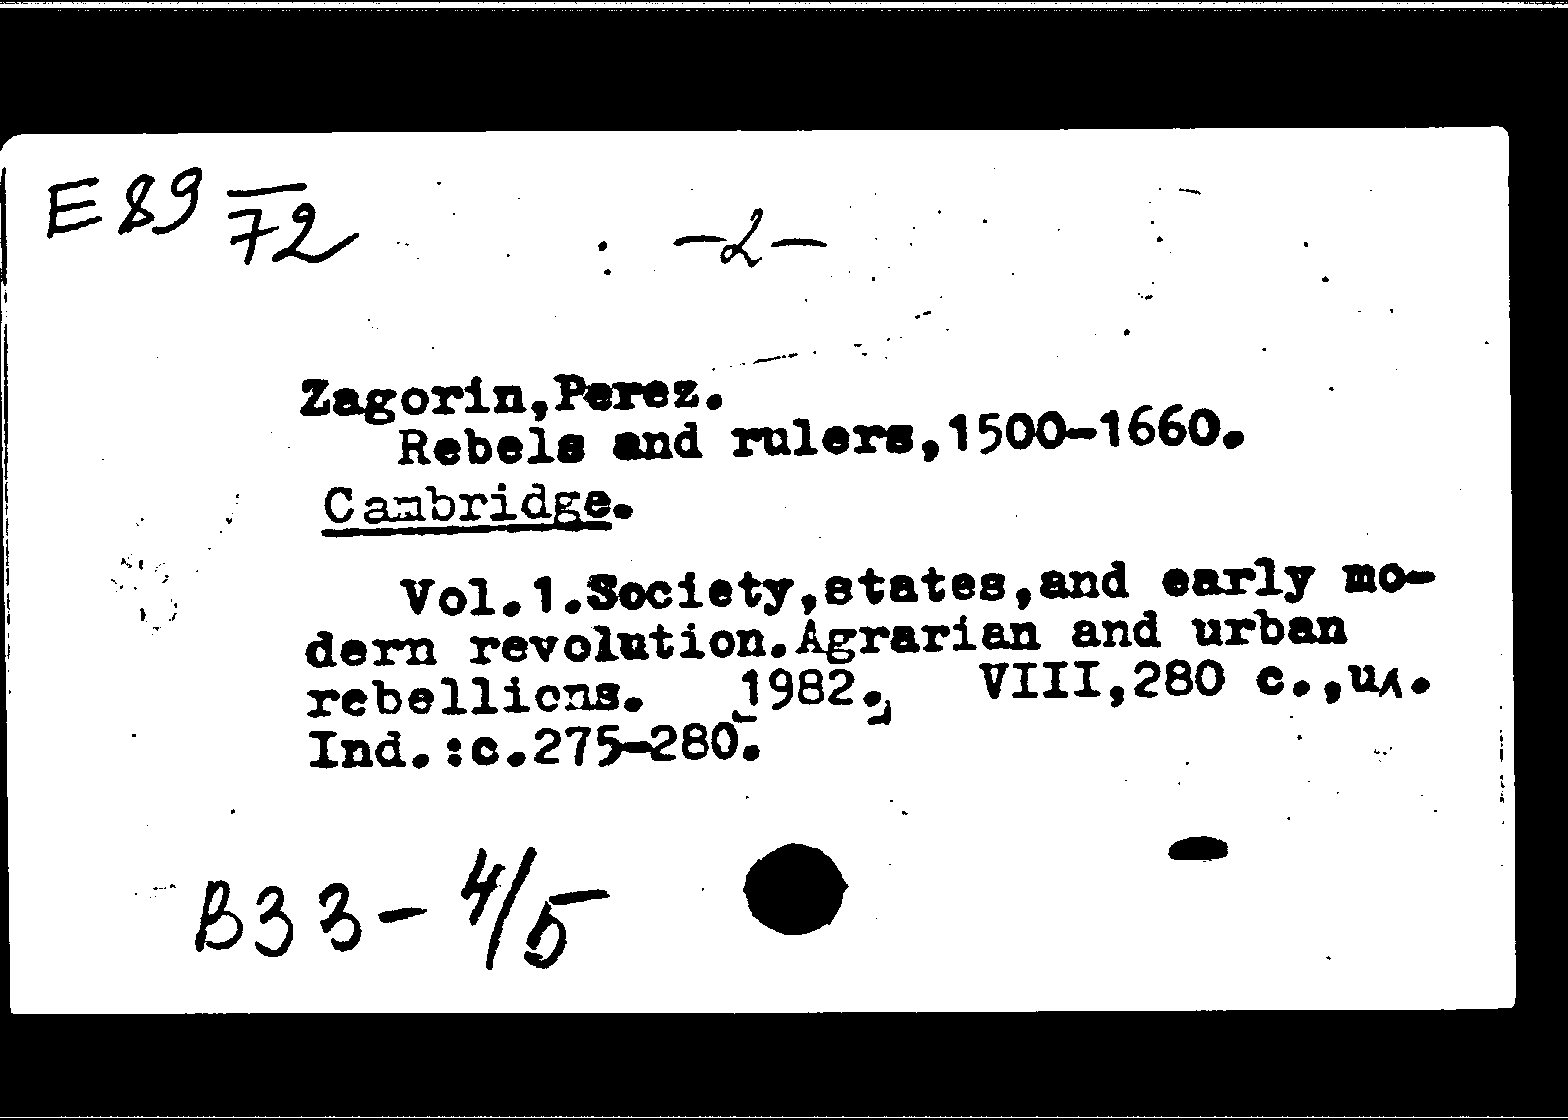 E 89 72
-2-
Zagorin,Perez.
Rebels and rulers,1500-1660.
Cambridge.
Vol.1.Society,states,and early mo-
dern revolution.Agrarian and urban
rebellions. 1982. VIII,280 c.,ил.
Ind.:c.275-280.
B33-4/5